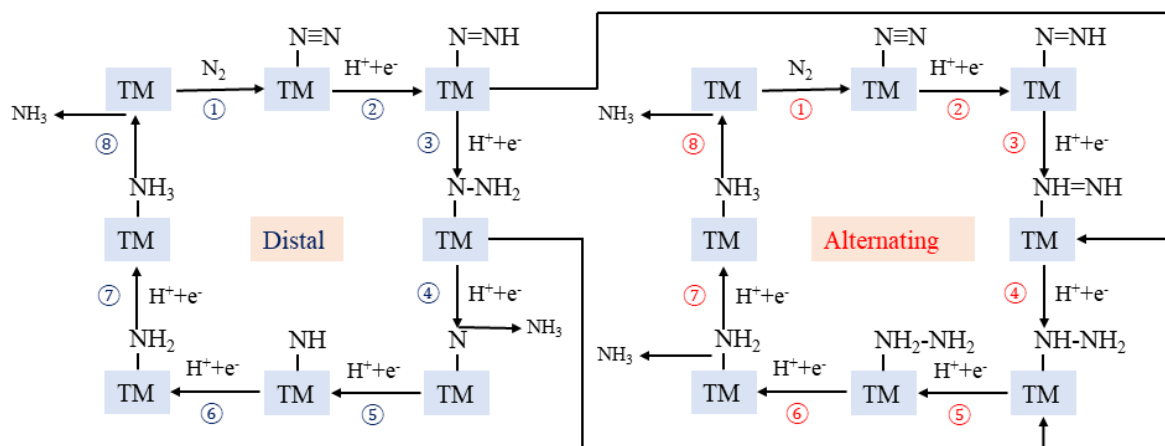 N≡N
N=NH
TM
N₂
①
TM
H⁺+e⁻
②
TM
NH₃
⑧
③
H⁺+e⁻
NH₃
N-NH₂
TM
Distal
TM
⑦
H⁺+e⁻
④
H⁺+e⁻
NH₃
NH₂
NH
N
TM
H⁺+e⁻
⑥
TM
H⁺+e⁻
⑤
TM
N≡N
N=NH
TM
N₂
①
TM
H⁺+e⁻
②
TM
NH₃
⑧
③
H⁺+e⁻
NH₃
NH=NH
TM
Alternating
TM
⑦
H⁺+e⁻
④
H⁺+e⁻
NH₃
NH₂
NH₂-NH₂
NH-NH₂
TM
H⁺+e⁻
⑥
TM
H⁺+e⁻
⑤
TM